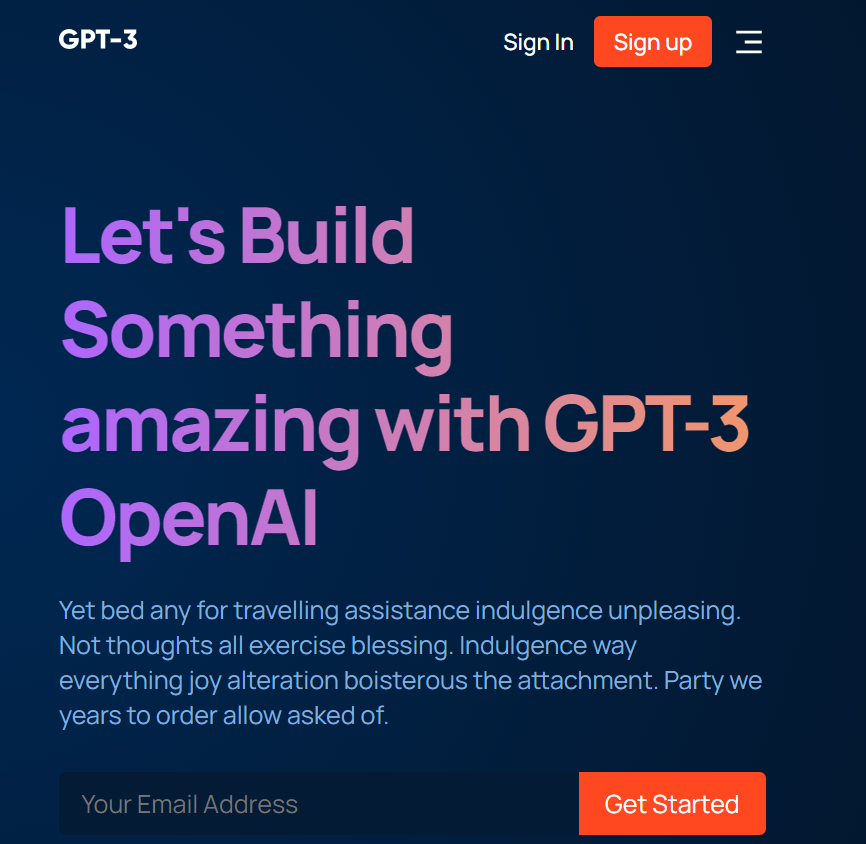 GPT-3
Sign In
Sign up
Let's Build
Something
amazing with GPT-3
OpenAI
Yet bed any for travelling assistance indulgence unpleasing.
Not thoughts all exercise blessing. Indulgence way
everything joy alteration boisterous the attachment. Party we
years to order allow asked of.
Your Email Address
Get Started